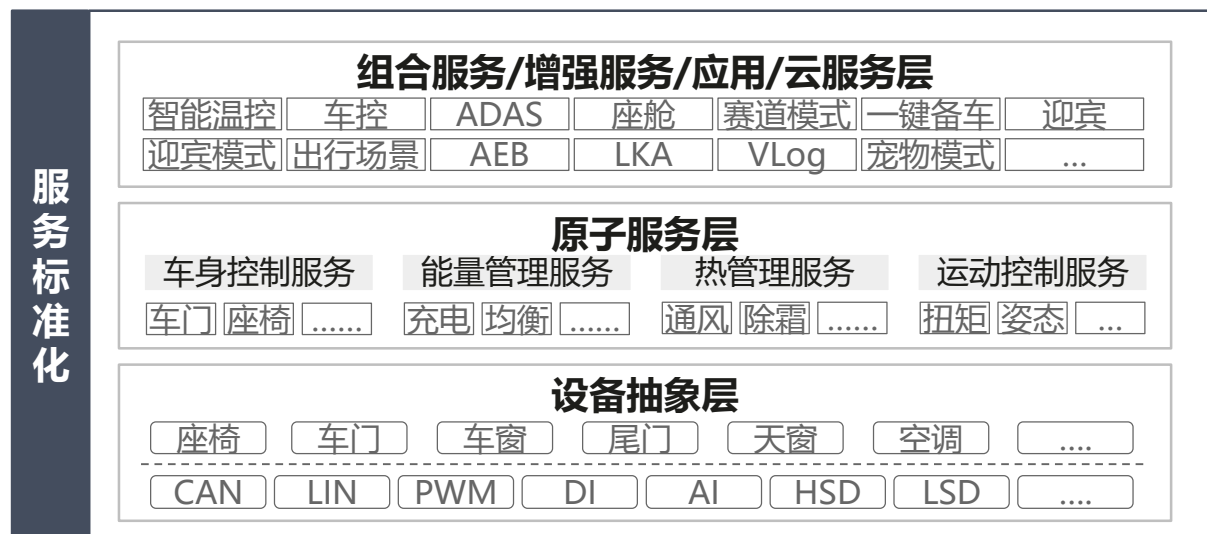 服务标准化
组合服务/增强服务/应用/云服务层
智能温控 车控 ADAS 座舱 赛道模式 一键备车 迎宾
迎宾模式 出行场景 AEB LKA VLog 宠物模式 ...
原子服务层
车身控制服务 能量管理服务 热管理服务 运动控制服务
车门 座椅 ...... 充电 均衡 ...... 通风 除霜 ...... 扭矩 姿态 ...
设备抽象层
座椅 车门 车窗 尾门 天窗 空调 ....
CAN LIN PWM DI AI HSD LSD ....